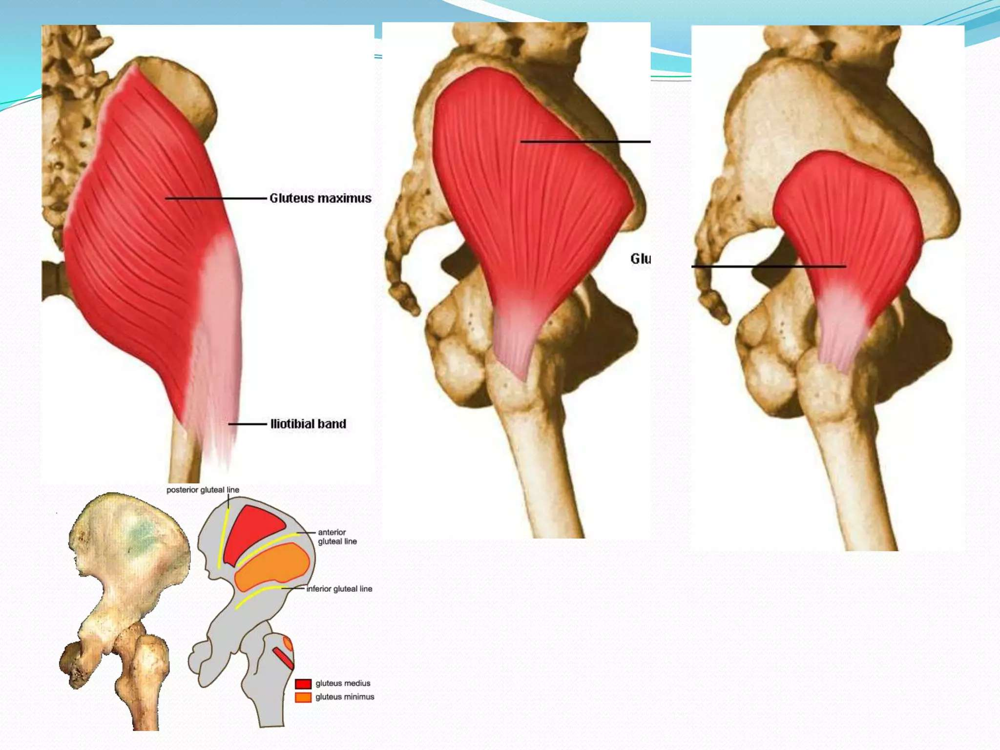 Gluteus maximus
Glu
Iliotibial band
posterior gluteal line
anterior
gluteal line
inferior gluteal line
gluteus medius
gluteus minimus